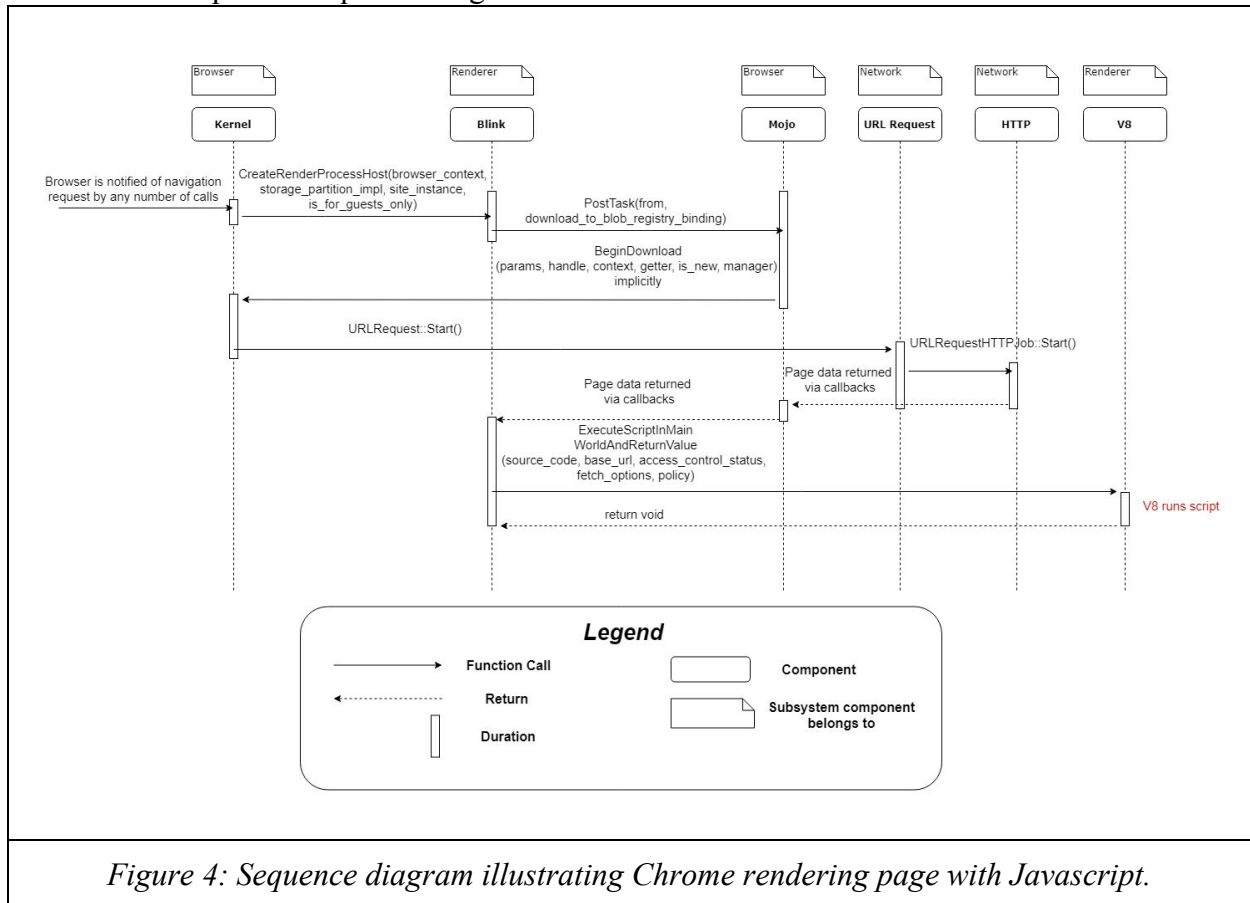 Browser
Renderer
Browser
Network
Network
Renderer
Kernel
Blink
Mojo
URL Request
HTTP
V8
Browser is notified of navigation
request by any number of calls
CreateRenderProcessHost(browser_context,
storage_partition_impl, site_instance,
is_for_guests_only)
PostTask(from,
download_to_blob_registry_binding)
BeginDownload
(params, handle, context, getter, is_new, manager)
implicitly
URLRequest::Start()
URLRequestHTTPJob::Start()
Page data returned
via callbacks
Page data returned
via callbacks
ExecuteScriptInMain
WorldAndReturnValue
(source_code, base_url, access_control_status,
fetch_options, policy)
V8 runs script
return void
Legend
Function Call
Component
Return
Subsystem component
belongs to
Duration
Figure 4: Sequence diagram illustrating Chrome rendering page with Javascript.